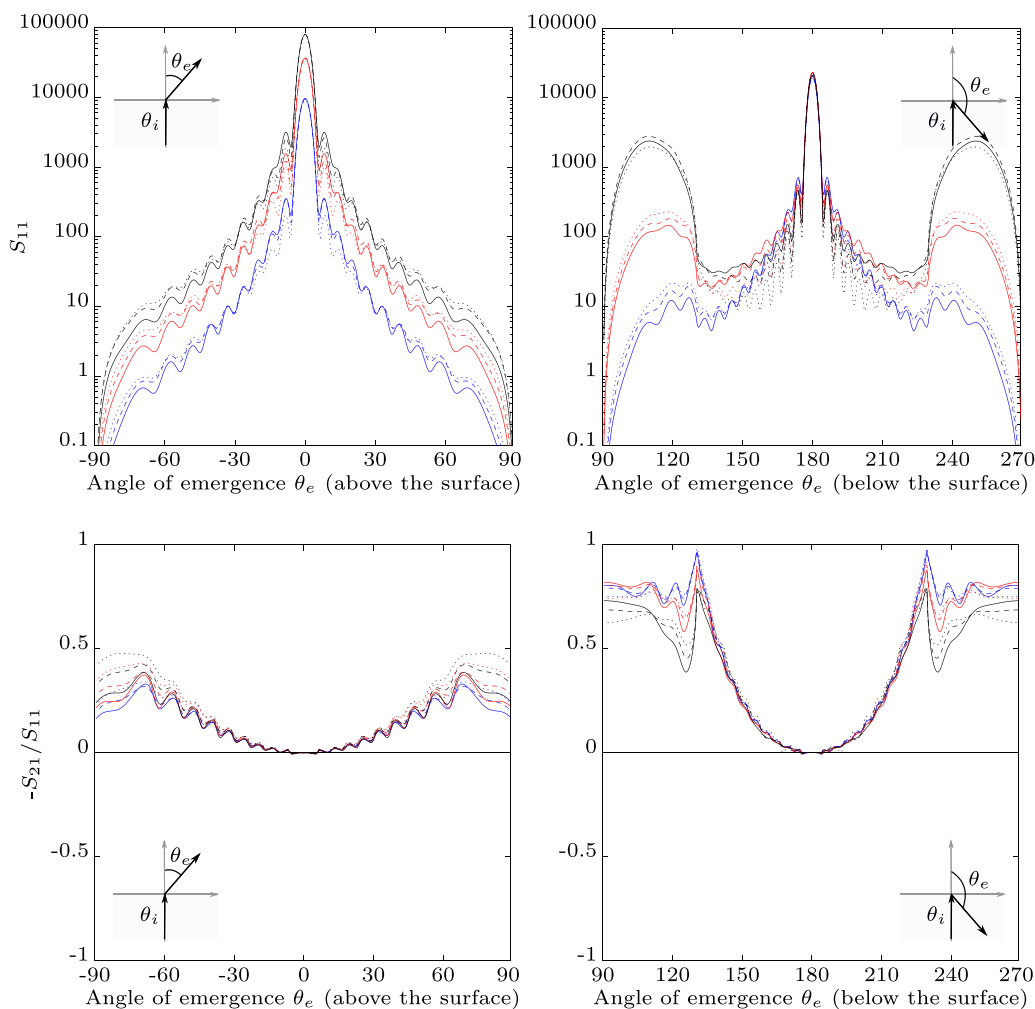 100000
10000
1000
100
10
1
0.1
S11
θe
θi
-90 -60 -30 0 30 60 90
Angle of emergence θe (above the surface)
100000
10000
1000
100
10
1
0.1
θe
θi
90 120 150 180 210 240 270
Angle of emergence θe (below the surface)
1
0.5
0
-0.5
-1
-S21/S11
θe
θi
-90 -60 -30 0 30 60 90
Angle of emergence θe (above the surface)
1
0.5
0
-0.5
-1
θe
θi
90 120 150 180 210 240 270
Angle of emergence θe (below the surface)